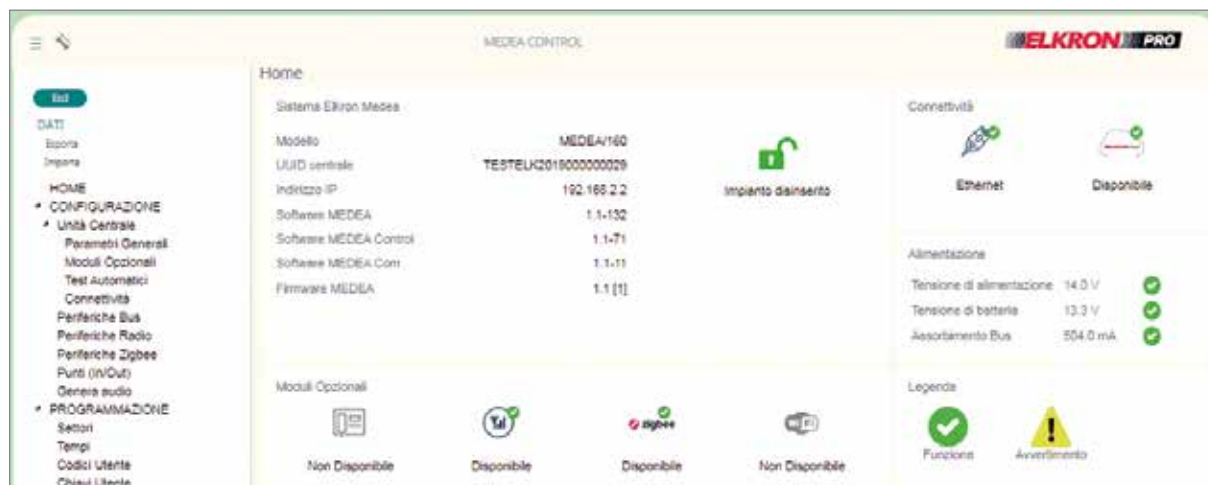 MEDEA CONTROL
ELKRON PRO
Exit
DATI
Esporta
Importa
HOME
CONFIGURAZIONE
Unità Centrale
Parametri Generali
Moduli Opzionali
Test Automatici
Connettività
Periferiche Bus
Periferiche Radio
Periferiche Zigbee
Punti (In/Out)
Genera audio
PROGRAMMAZIONE
Settori
Tempi
Codici Utente
Chiavi Utente
Home
Sistema Elkron Medea
Modello MEDEA/160
UUID centrale TESTELK2019000000029
Indirizzo IP 192.168.2.2
Software MEDEA 1.1-132
Software MEDEA Control 1.1-71
Software MEDEA Com 1.1-11
Firmware MEDEA 1.1 [1]
Impianto disinserito
Moduli Opzionali
Non Disponibile
Disponibile
zigbee
Disponibile
Non Disponibile
Connettività
Ethernet
Disponibile
Alimentazione
Tensione di alimentazione 14.0 V
Tensione di batteria 13.3 V
Assorbimento Bus 504.0 mA
Legenda
Funziona
Avvertimento